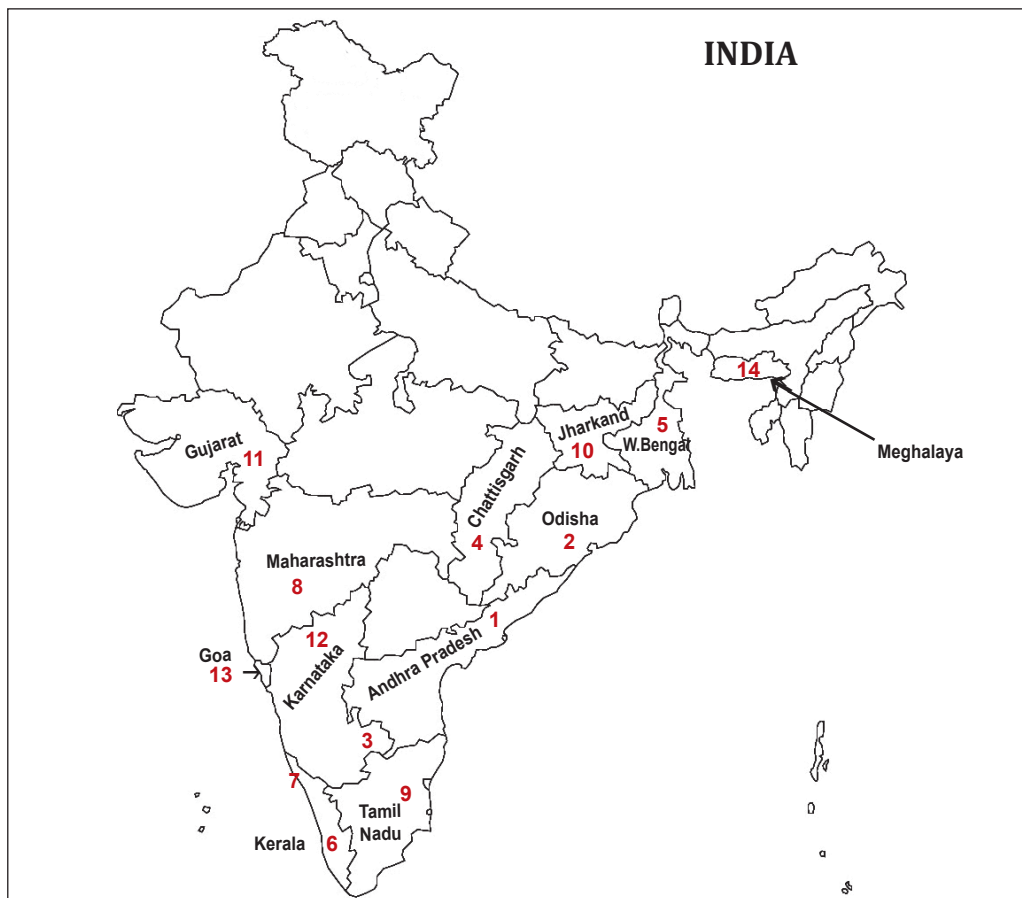 INDIA
14
Meghalaya
Jharkand
10
5
W.Bengal
Gujarat
11
Chattisgarh
4
Odisha
2
Maharashtra
8
1
12
Goa
13
Karnataka
Andhra Pradesh
3
7
9
Tamil
Nadu
Kerala
6